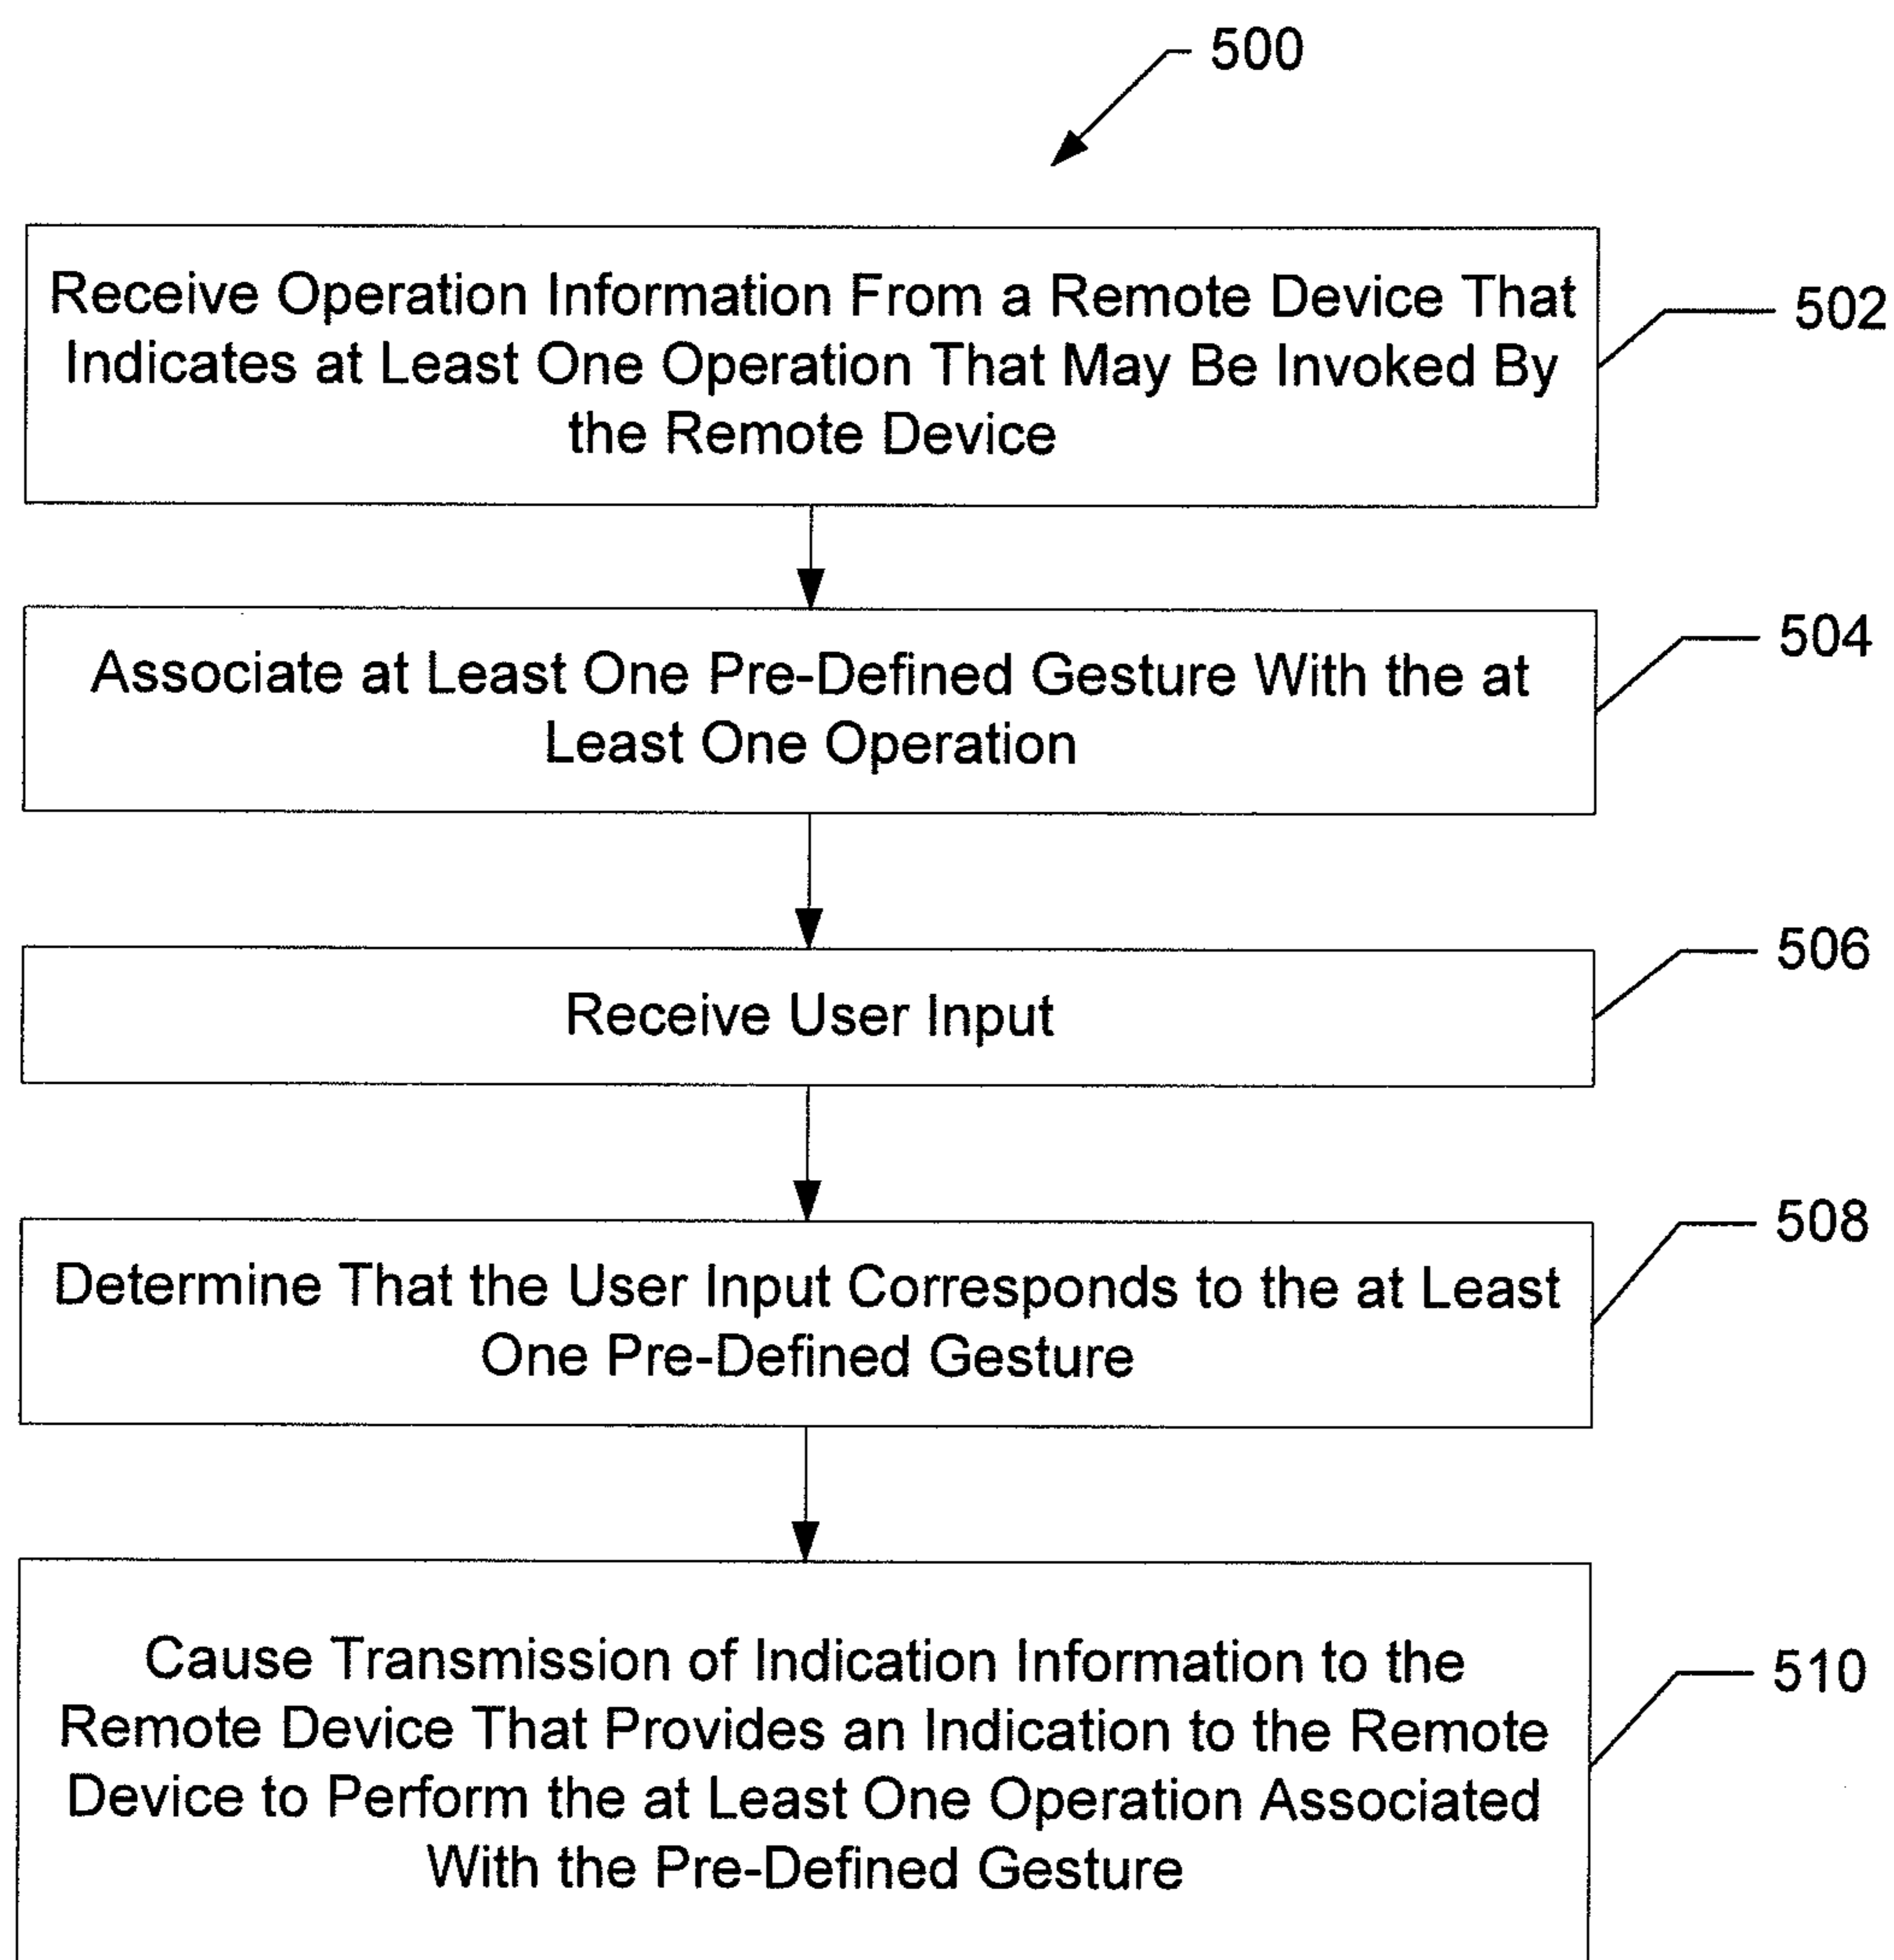 500
Receive Operation Information From a Remote Device That
Indicates at Least One Operation That May Be Invoked By
the Remote Device
502
Associate at Least One Pre-Defined Gesture With the at
Least One Operation
504
Receive User Input
506
Determine That the User Input Corresponds to the at Least
One Pre-Defined Gesture
508
Cause Transmission of Indication Information to the
Remote Device That Provides an Indication to the Remote
Device to Perform the at Least One Operation Associated
With the Pre-Defined Gesture
510